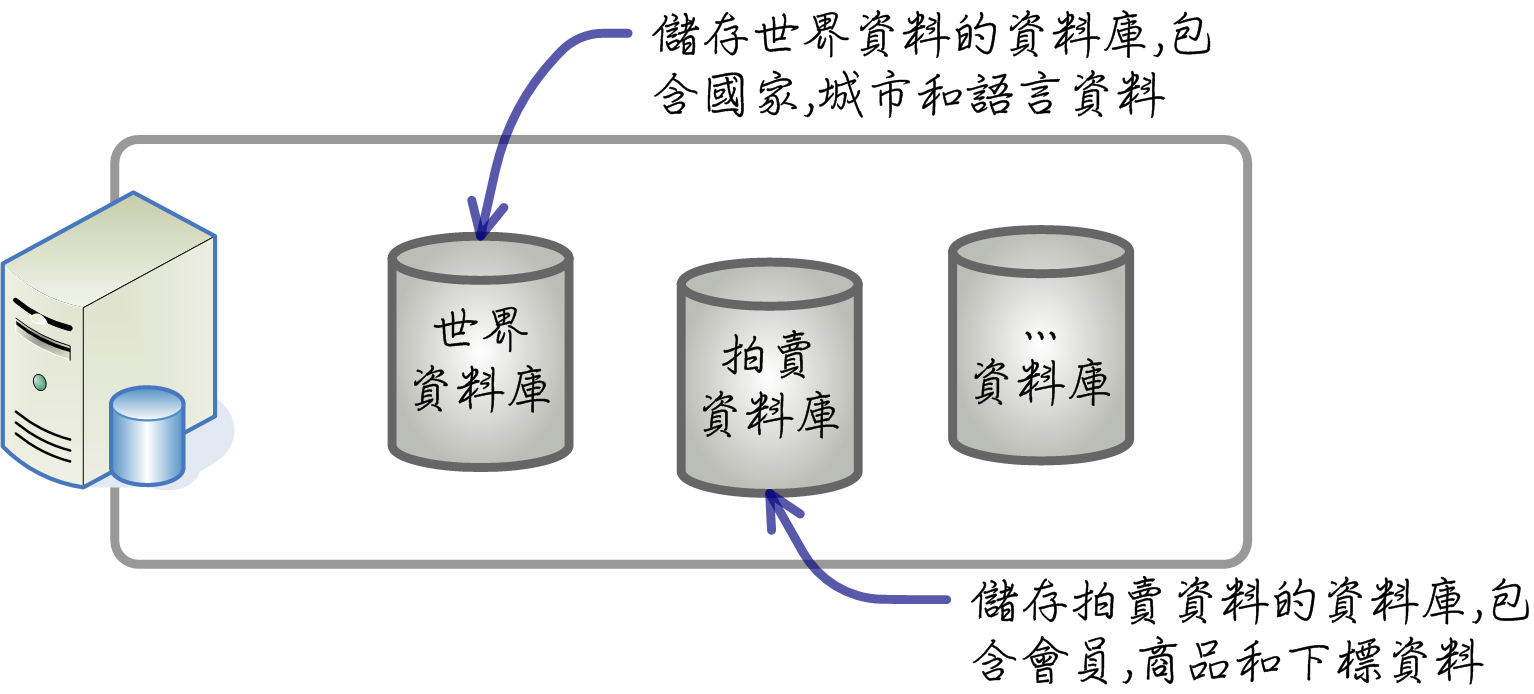 儲存世界資料的資料庫,包
含國家,城市和語言資料
世界
資料庫
拍賣
資料庫
...
資料庫
儲存拍賣資料的資料庫,包
含會員,商品和下標資料